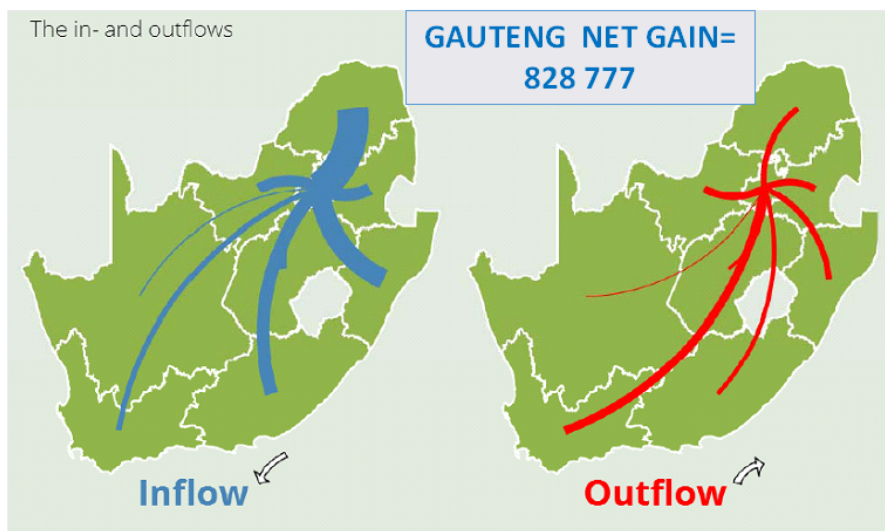 The in- and outflows
GAUTENG NET GAIN=
828 777
Inflow
Outflow